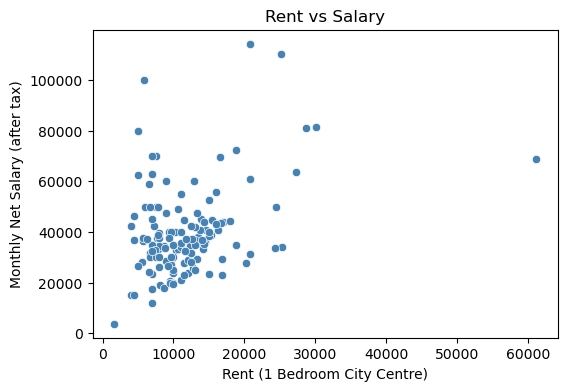 Rent vs Salary
Monthly Net Salary (after tax)
100000
80000
60000
40000
20000
0
0 10000 20000 30000 40000 50000 60000
Rent (1 Bedroom City Centre)